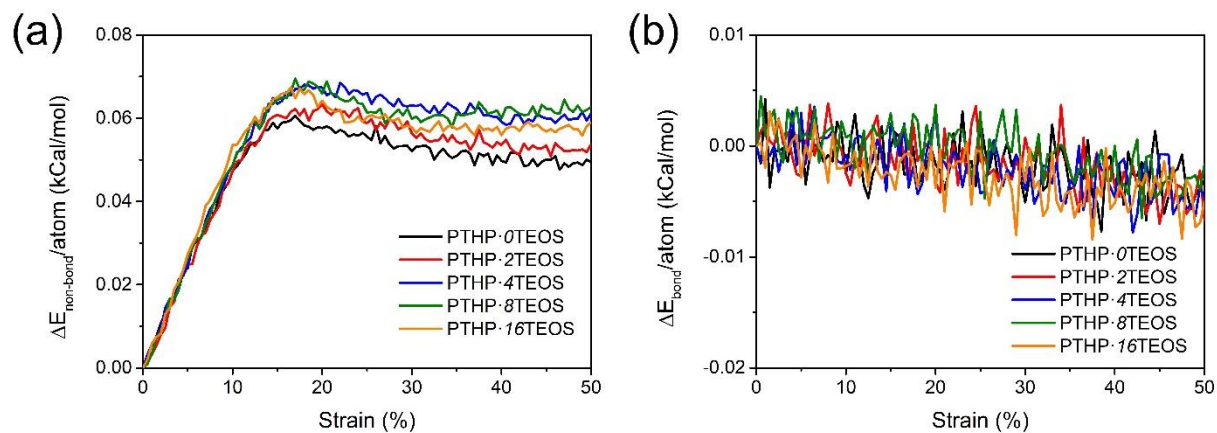 (a)
0.08
0.06
0.04
0.02
0.00
ΔE_non-bond/atom (kCal/mol)
0 10 20 30 40 50
Strain (%)
PTHP·0TEOS
PTHP·2TEOS
PTHP·4TEOS
PTHP·8TEOS
PTHP·16TEOS
(b)
0.01
0.00
-0.01
-0.02
ΔE_bond/atom (kCal/mol)
0 10 20 30 40 50
Strain (%)
PTHP·0TEOS
PTHP·2TEOS
PTHP·4TEOS
PTHP·8TEOS
PTHP·16TEOS